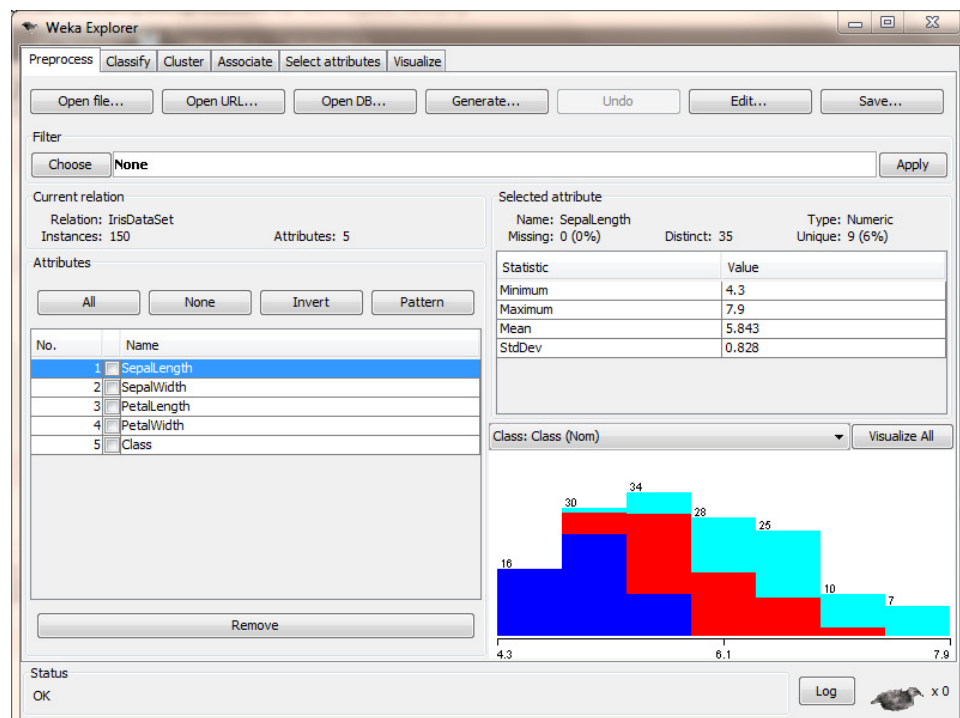 Weka Explorer
Preprocess Classify Cluster Associate Select attributes Visualize
Open file... Open URL... Open DB... Generate... Undo Edit... Save...
Filter
Choose None Apply
Current relation
Relation: IrisDataSet
Instances: 150 Attributes: 5
Selected attribute
Name: SepalLength Type: Numeric
Missing: 0 (0%) Distinct: 35 Unique: 9 (6%)
Attributes
All None Invert Pattern
No. Name
1 SepalLength
2 SepalWidth
3 PetalLength
4 PetalWidth
5 Class
Remove
Statistic Value
Minimum 4.3
Maximum 7.9
Mean 5.843
StdDev 0.828
Class: Class (Nom) Visualize All
16 30 34 28 25 10 7
4.3 6.1 7.9
Status
OK
Log x 0